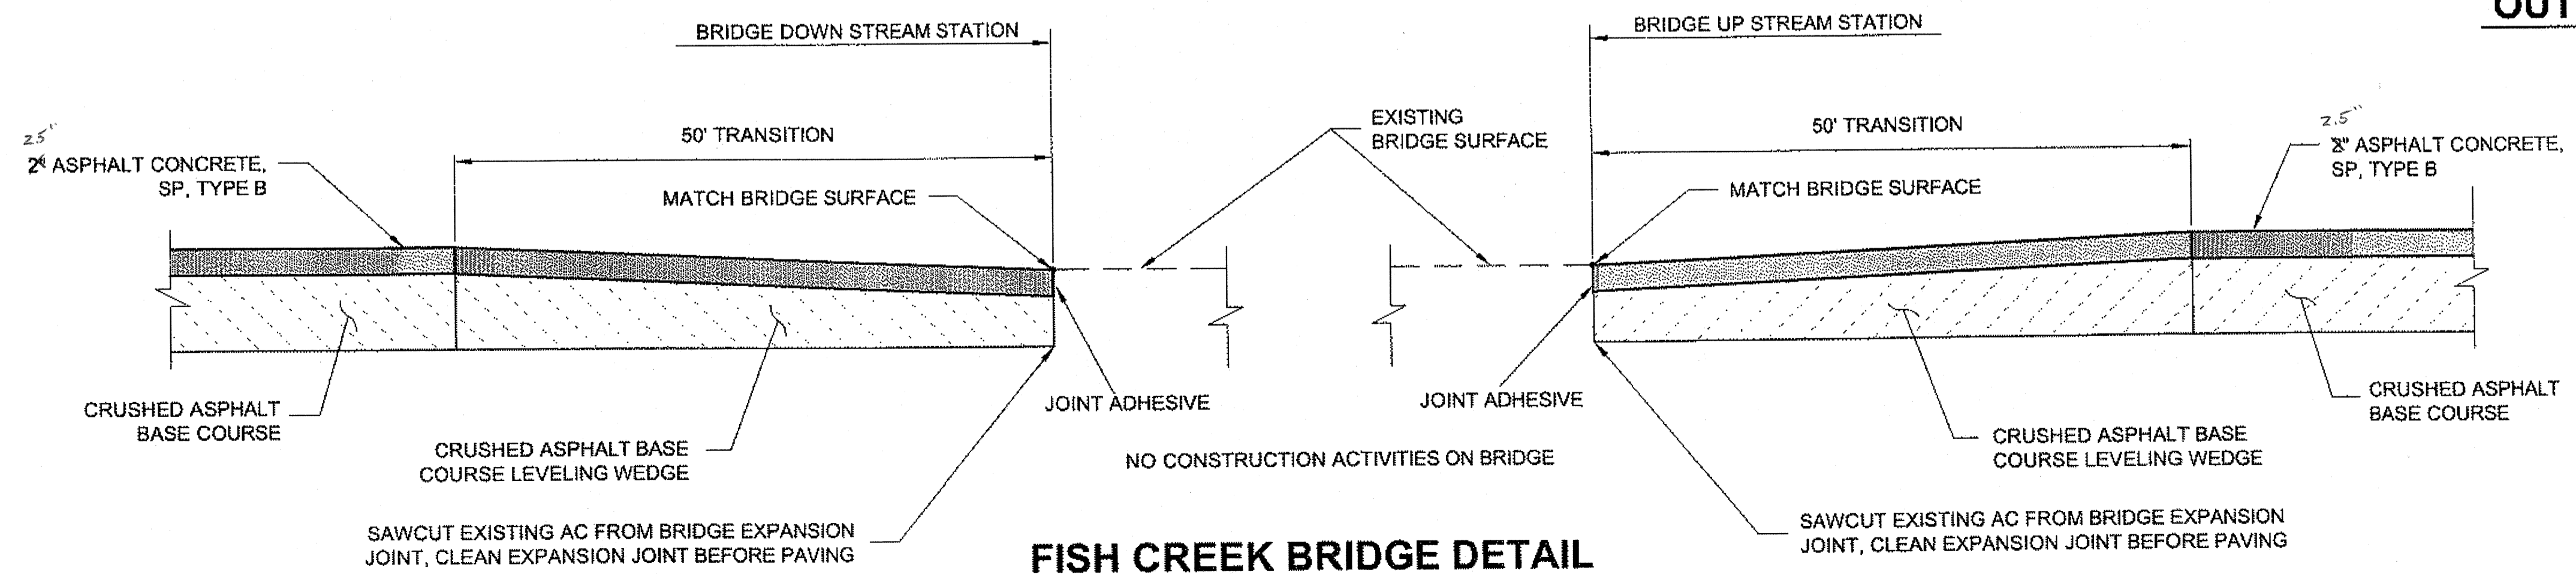 OUT
BRIDGE DOWN STREAM STATION
BRIDGE UP STREAM STATION
50' TRANSITION
EXISTING
BRIDGE SURFACE
50' TRANSITION
25"
2" ASPHALT CONCRETE,
SP, TYPE B
2.5"
2" ASPHALT CONCRETE,
SP, TYPE B
MATCH BRIDGE SURFACE
MATCH BRIDGE SURFACE
CRUSHED ASPHALT
BASE COURSE
CRUSHED ASPHALT BASE
COURSE LEVELING WEDGE
JOINT ADHESIVE
JOINT ADHESIVE
CRUSHED ASPHALT
BASE COURSE
CRUSHED ASPHALT BASE
COURSE LEVELING WEDGE
NO CONSTRUCTION ACTIVITIES ON BRIDGE
SAWCUT EXISTING AC FROM BRIDGE EXPANSION
JOINT, CLEAN EXPANSION JOINT BEFORE PAVING
SAWCUT EXISTING AC FROM BRIDGE EXPANSION
JOINT, CLEAN EXPANSION JOINT BEFORE PAVING
FISH CREEK BRIDGE DETAIL